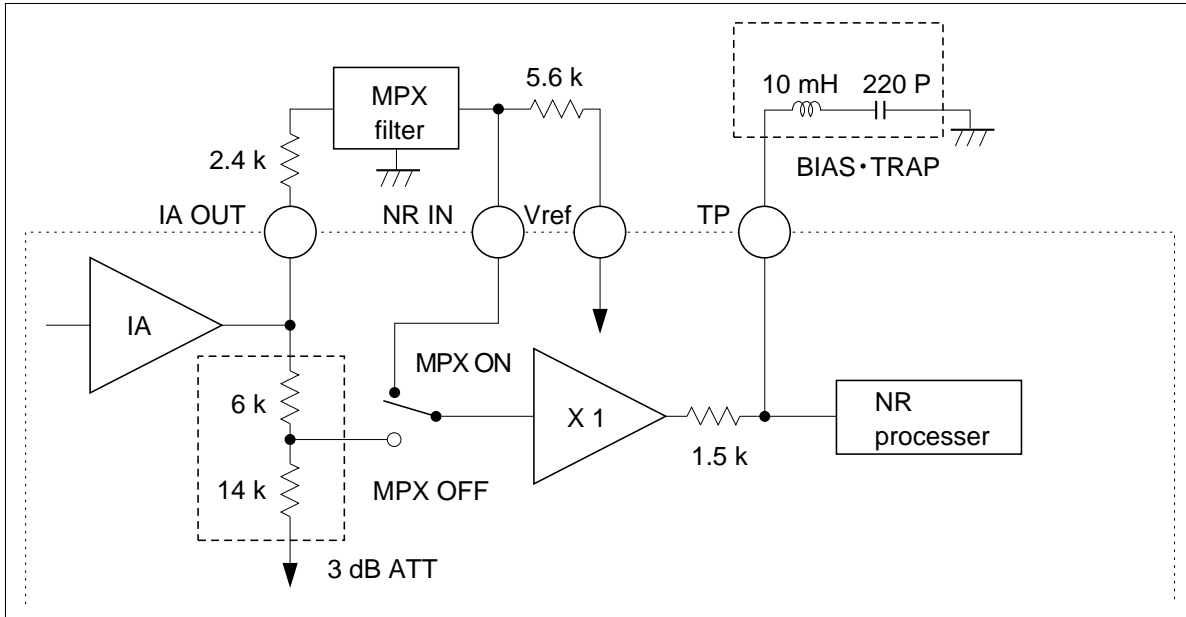 10 mH
220 P
BIAS・TRAP
5.6 k
MPX
filter
2.4 k
IA OUT
NR IN
Vref
TP
IA
MPX ON
6 k
14 k
MPX OFF
3 dB ATT
X 1
1.5 k
NR
processer